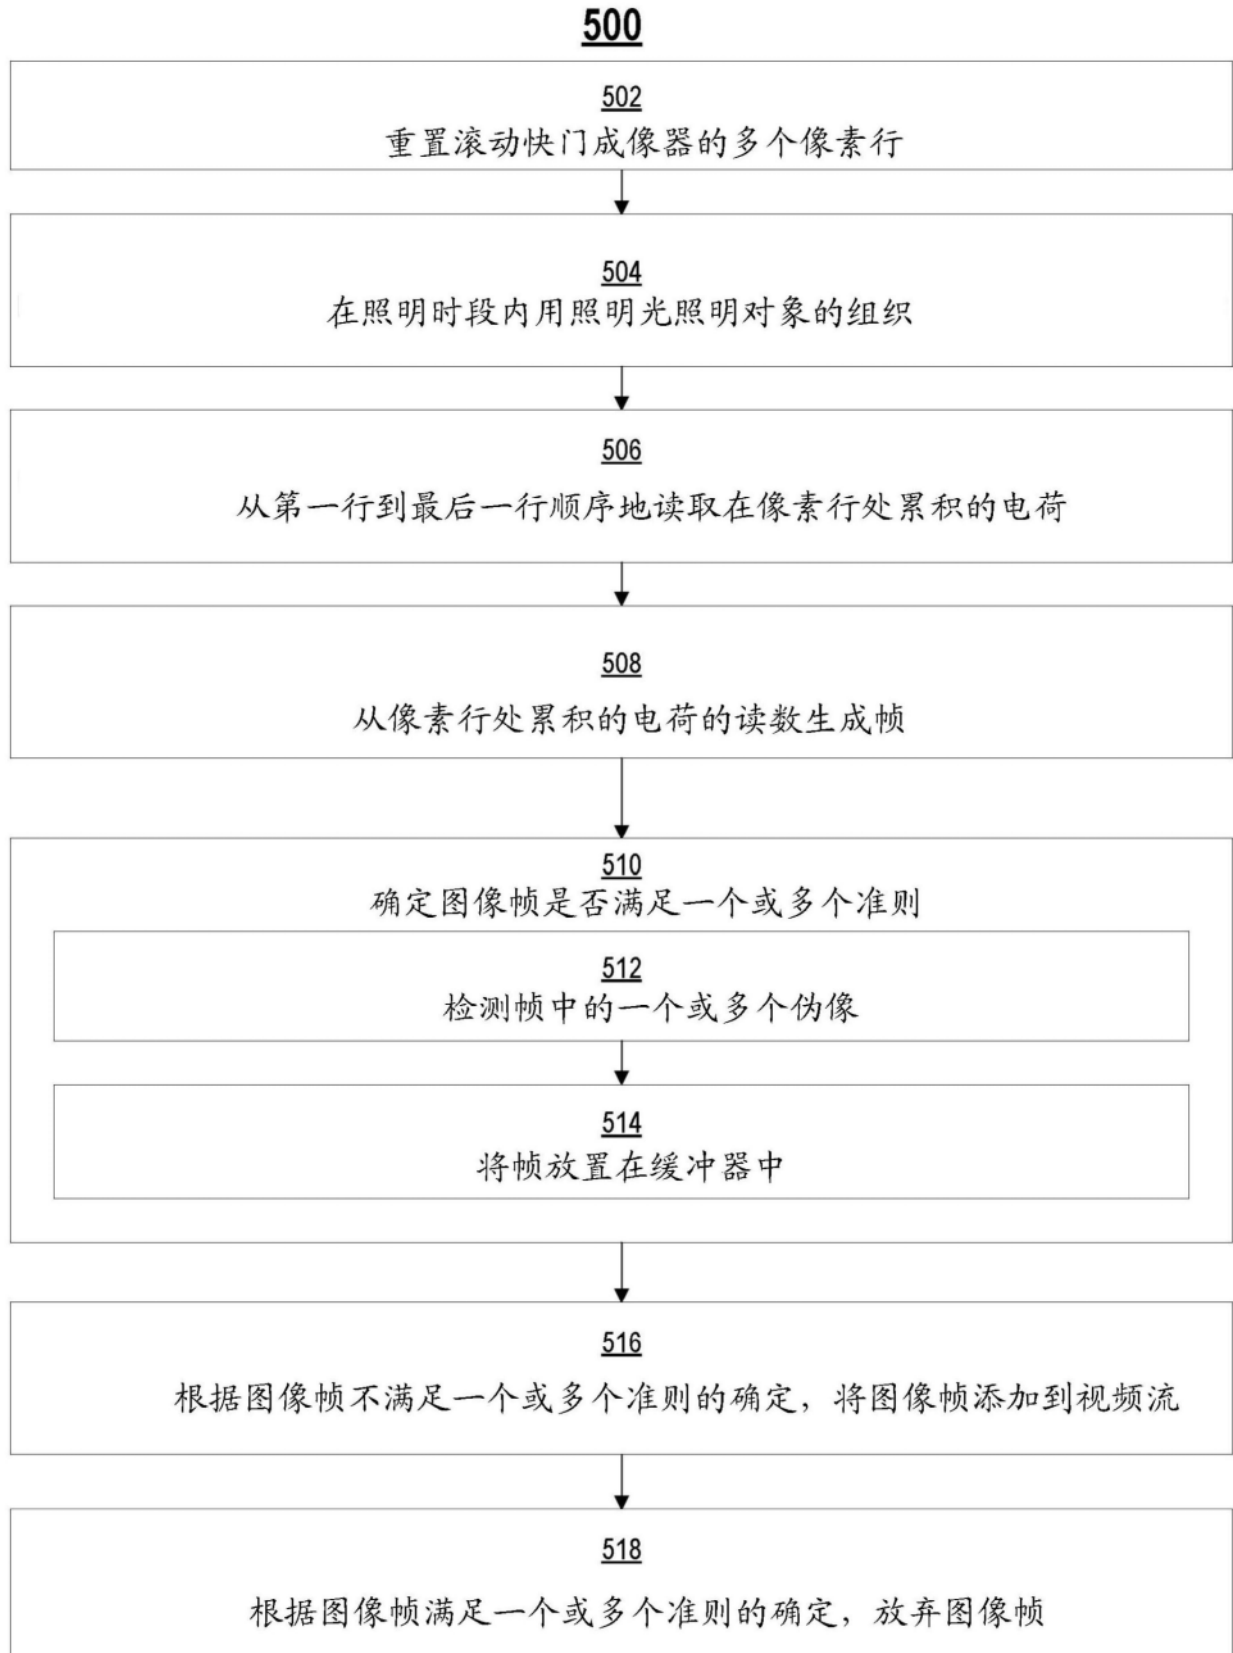 500
502
重置滚动快门成像器的多个像素行
504
在照明时段内用照明光照明对象的组织
506
从第一行到最后一行顺序地读取在像素行处累积的电荷
508
从像素行处累积的电荷的读数生成帧
510
确定图像帧是否满足一个或多个准则
512
检测帧中的一个或多个伪像
514
将帧放置在缓冲器中
516
根据图像帧不满足一个或多个准则的确定，将图像帧添加到视频流
518
根据图像帧满足一个或多个准则的确定，放弃图像帧